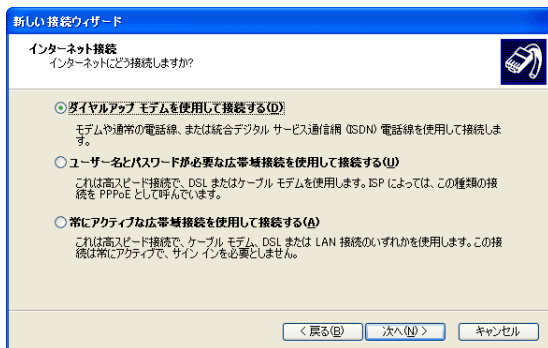 新しい接続ウィザード
インターネット接続
インターネットにどう接続しますか?
ダイヤルアップ モデムを使用して接続する(D)
モデムや通常の電話線、または統合デジタル サービス通信網 (ISDN) 電話線を使用して接続しま
す。
ユーザー名とパスワードが必要な広帯域接続を使用して接続する(U)
これは高スピード接続で、DSL またはケーブル モデムを使用します。ISP によっては、この種類の接
続を PPPoE として呼んでいます。
常にアクティブな広帯域接続を使用して接続する(A)
これは高スピード接続で、ケーブル モデム、DSL または LAN 接続のいずれかを使用します。この接
続は常にアクティブで、サイン インを必要としません。
< 戻る(B) 次へ(N) > キャンセル